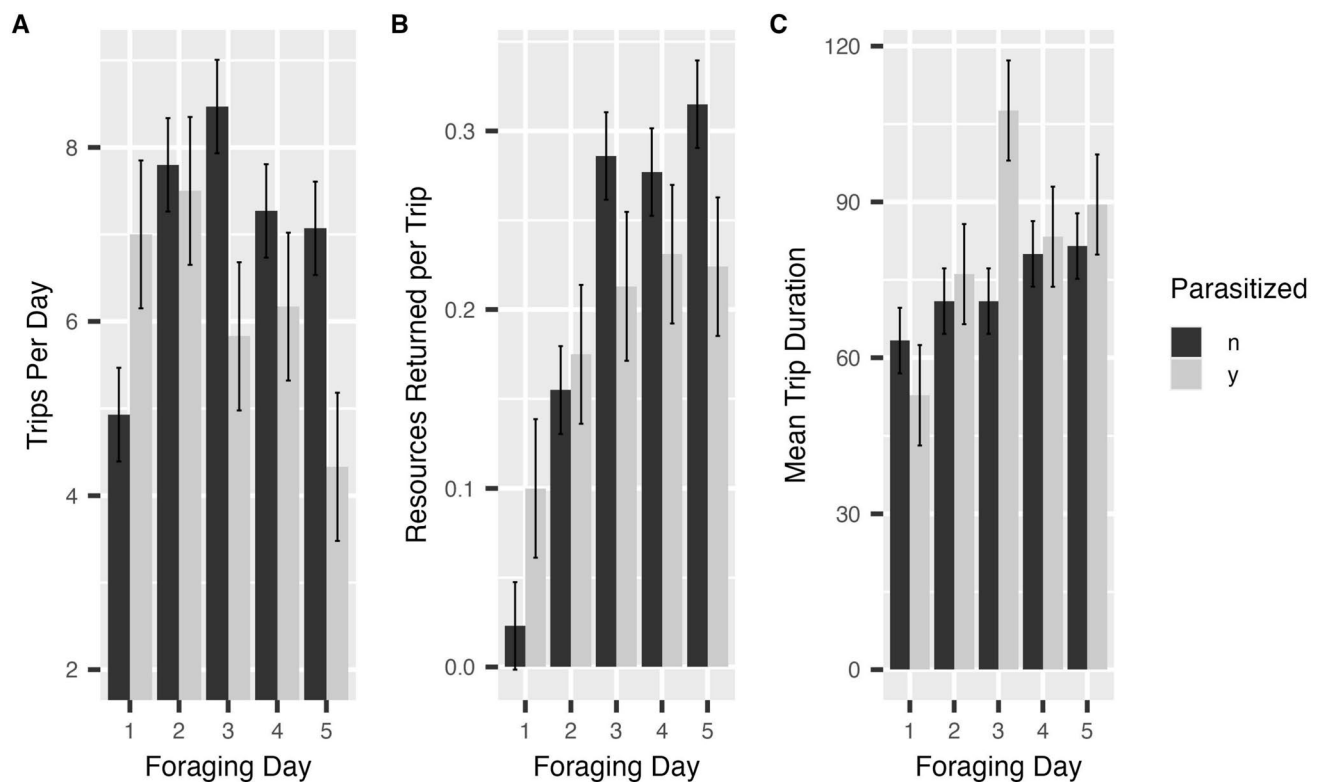 A
Trips Per Day
8
6
4
2
1 2 3 4 5
Foraging Day
B
Resources Returned per Trip
0.3
0.2
0.1
0.0
1 2 3 4 5
Foraging Day
C
Mean Trip Duration
120
90
60
30
0
1 2 3 4 5
Foraging Day
Parasitized
n
y